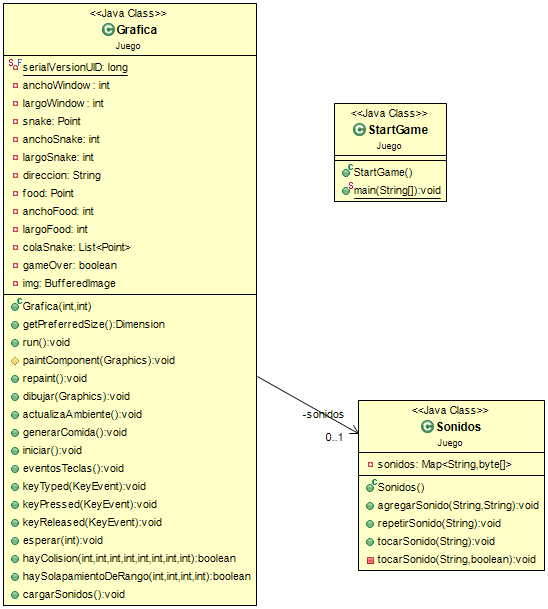 <<Java Class>>
Grafica
Juego
serialVersionUID: long
anchoWindow: int
largoWindow: int
snake: Point
anchoSnake: int
largoSnake: int
direccion: String
food: Point
anchoFood: int
largoFood: int
colaSnake: List<Point>
gameOver: boolean
img: BufferedImage
Grafica(int,int)
getPreferredSize():Dimension
run():void
paintComponent(Graphics):void
repaint():void
dibujar(Graphics):void
actualizaAmbiente():void
generarComida():void
iniciar():void
eventosTeclas():void
keyTyped(KeyEvent):void
keyPressed(KeyEvent):void
keyReleased(KeyEvent):void
esperar(int):void
hayColision(int,int,int,int,int,int,int,int):boolean
haySolapamientoDeRango(int,int,int,int):boolean
cargarSonidos():void
<<Java Class>>
StartGame
Juego
StartGame()
main(String[]):void
-sonidos
0..1
<<Java Class>>
Sonidos
Juego
sonidos: Map<String,byte[]>
Sonidos()
agregarSonido(String,String):void
repetirSonido(String):void
tocarSonido(String):void
tocarSonido(String,boolean):void